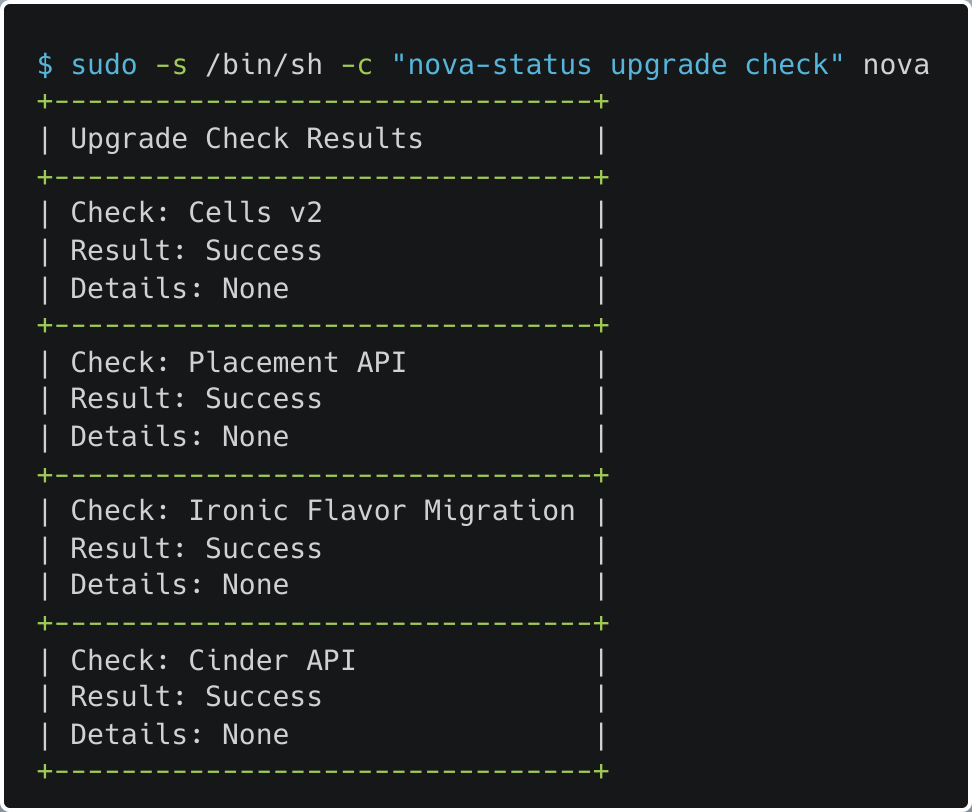 $ sudo -s /bin/sh -c "nova-status upgrade check" nova
+--------------------------------+
| Upgrade Check Results          |
+--------------------------------+
| Check: Cells v2                |
| Result: Success                |
| Details: None                  |
+--------------------------------+
| Check: Placement API           |
| Result: Success                |
| Details: None                  |
+--------------------------------+
| Check: Ironic Flavor Migration |
| Result: Success                |
| Details: None                  |
+--------------------------------+
| Check: Cinder API              |
| Result: Success                |
| Details: None                  |
+--------------------------------+